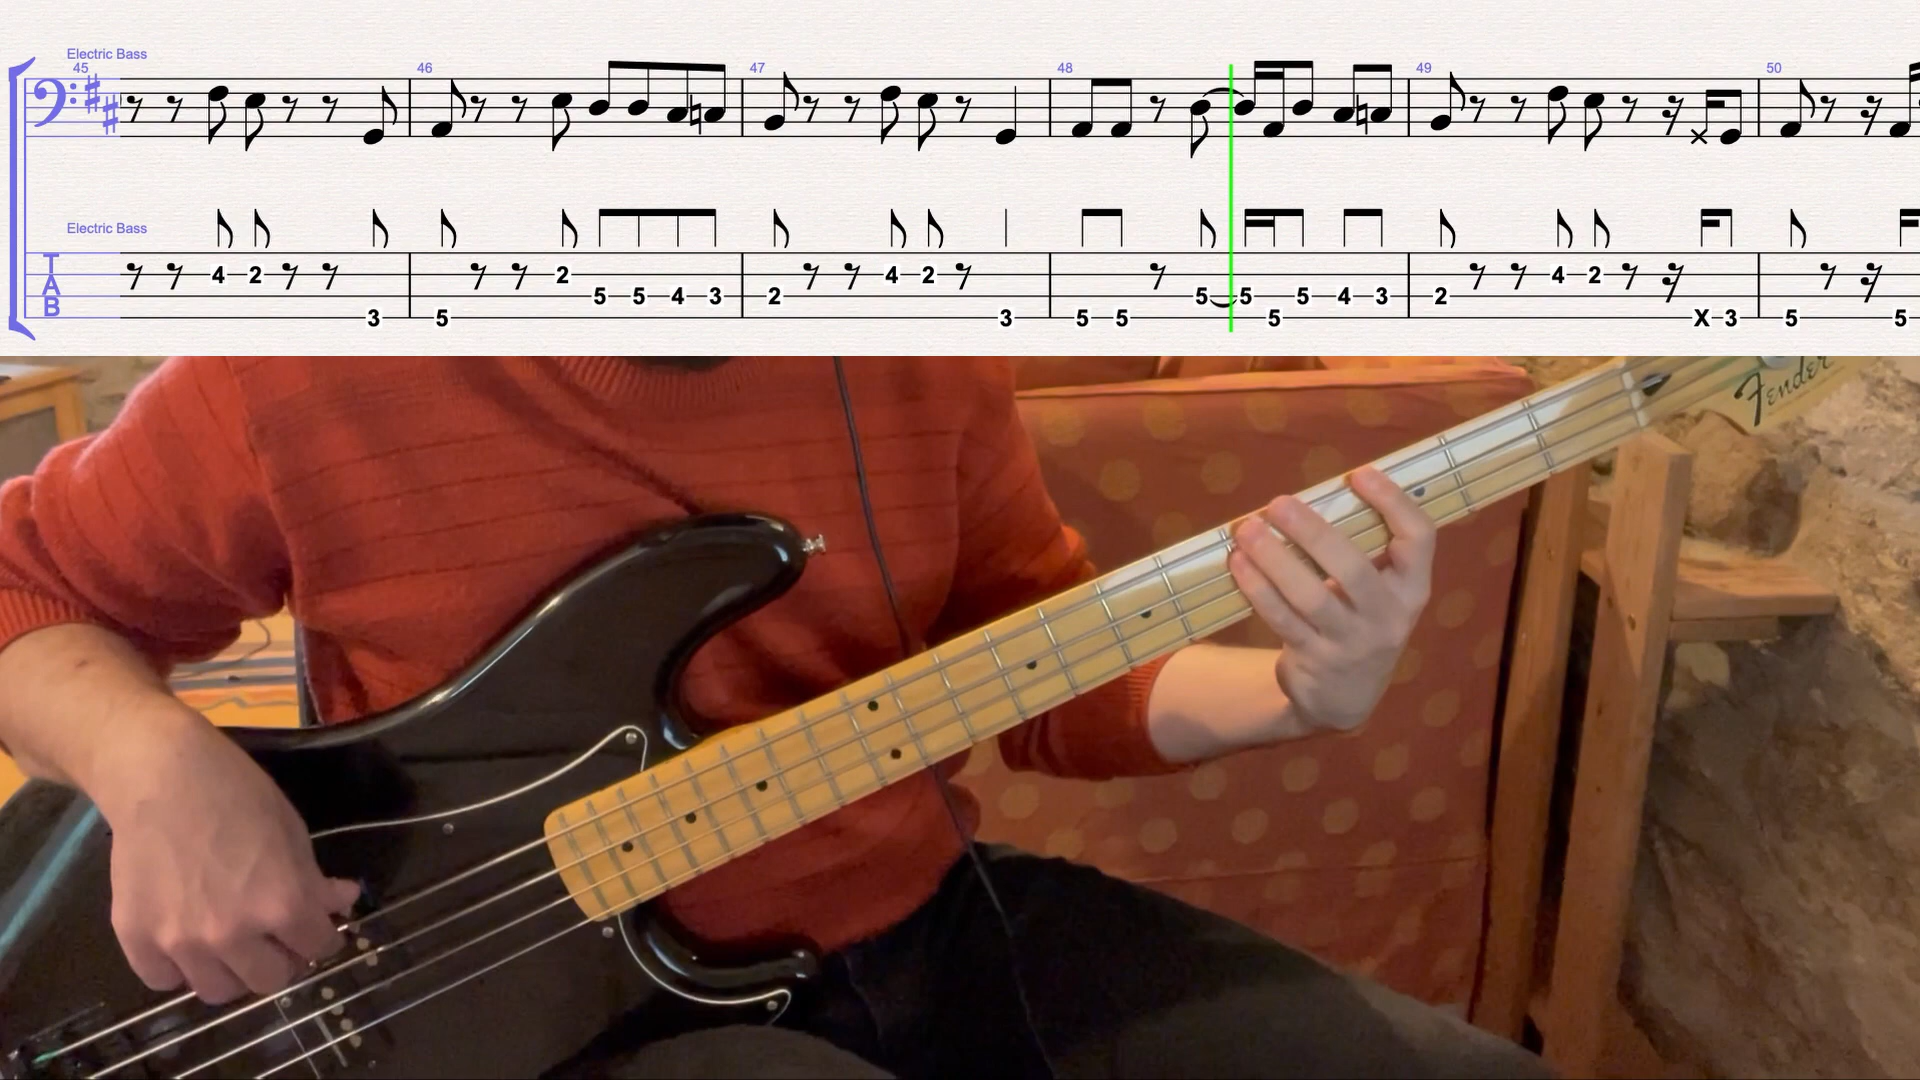 Electric Bass
45 46 47 48 49 50
Electric Bass
T 4 2 2 4 2 4 2
A 5 5 4 3 2 5 5 5 4 3 2
B 3 5 3 5 5 5 X 3 5 5
Fender